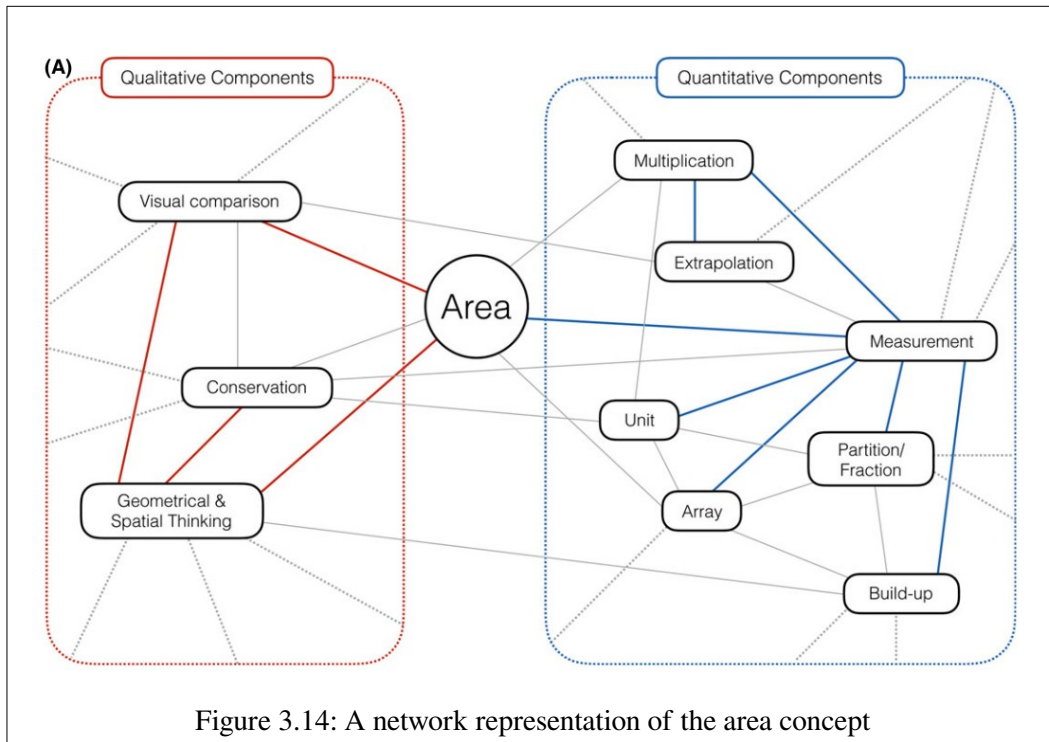 (A)
Qualitative Components
Quantitative Components
Multiplication
Visual comparison
Extrapolation
Area
Measurement
Conservation
Unit
Partition/
Fraction
Geometrical &
Spatial Thinking
Array
Build-up
Figure 3.14: A network representation of the area concept